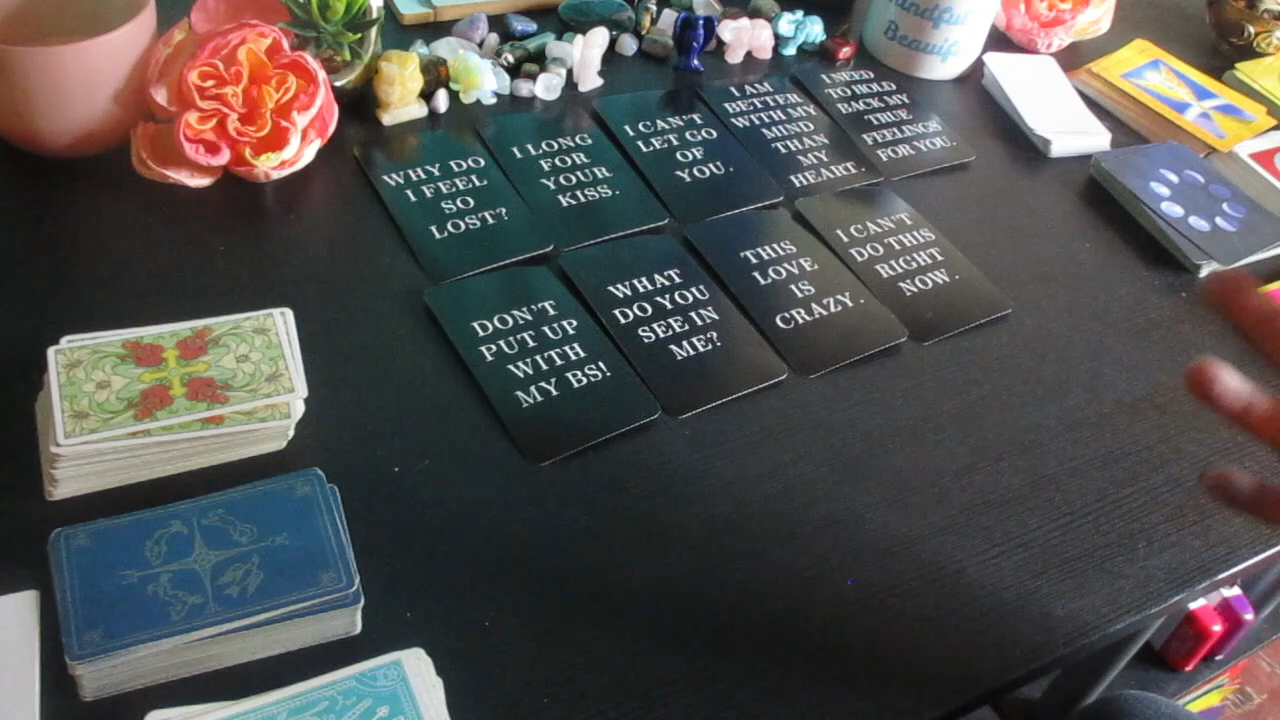 WHY DO
I FEEL
SO
LOST?
I LONG
FOR
YOUR
KISS.
I CAN'T
LET GO
OF
YOU.
I AM
BETTER
WITH MY
MIND
THAN
MY
HEART.
I NEED
TO HOLD
BACK MY
TRUE
FEELINGS
FOR YOU.
DON'T
PUT UP
WITH
MY BS!
WHAT
DO YOU
SEE IN
ME?
THIS
LOVE
IS
CRAZY.
I CAN'T
DO THIS
RIGHT
NOW.